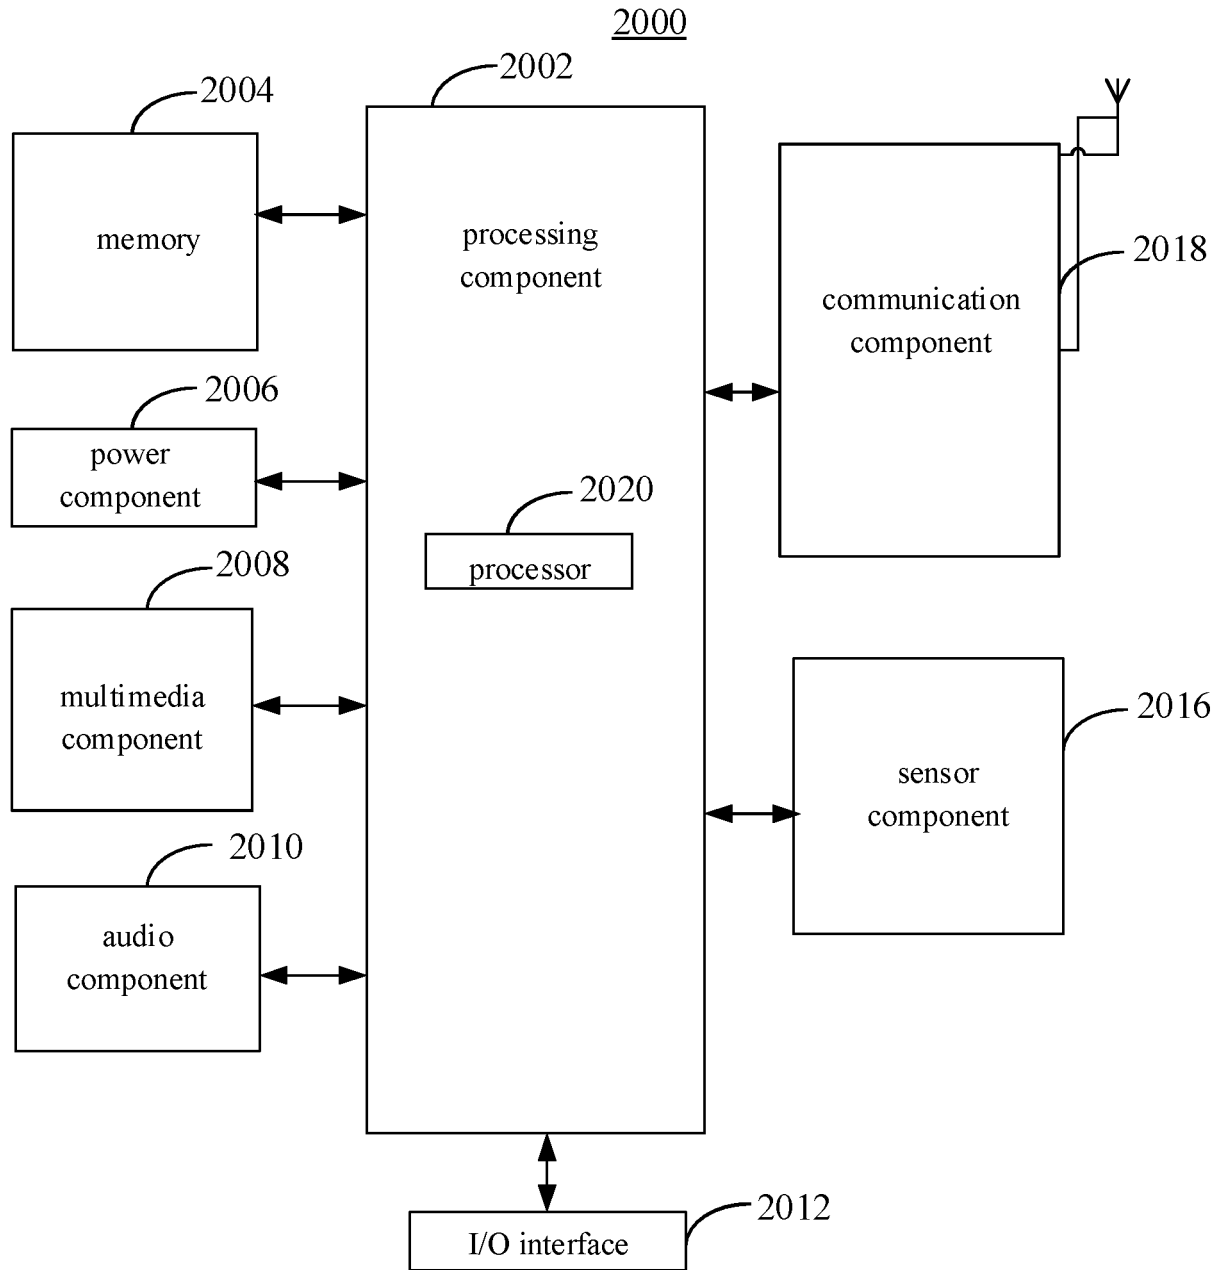 2000
2002
2004
memory
processing
component
2018
communication
component
2006
power
component
2020
processor
2008
multimedia
component
2016
sensor
component
2010
audio
component
2012
I/O interface